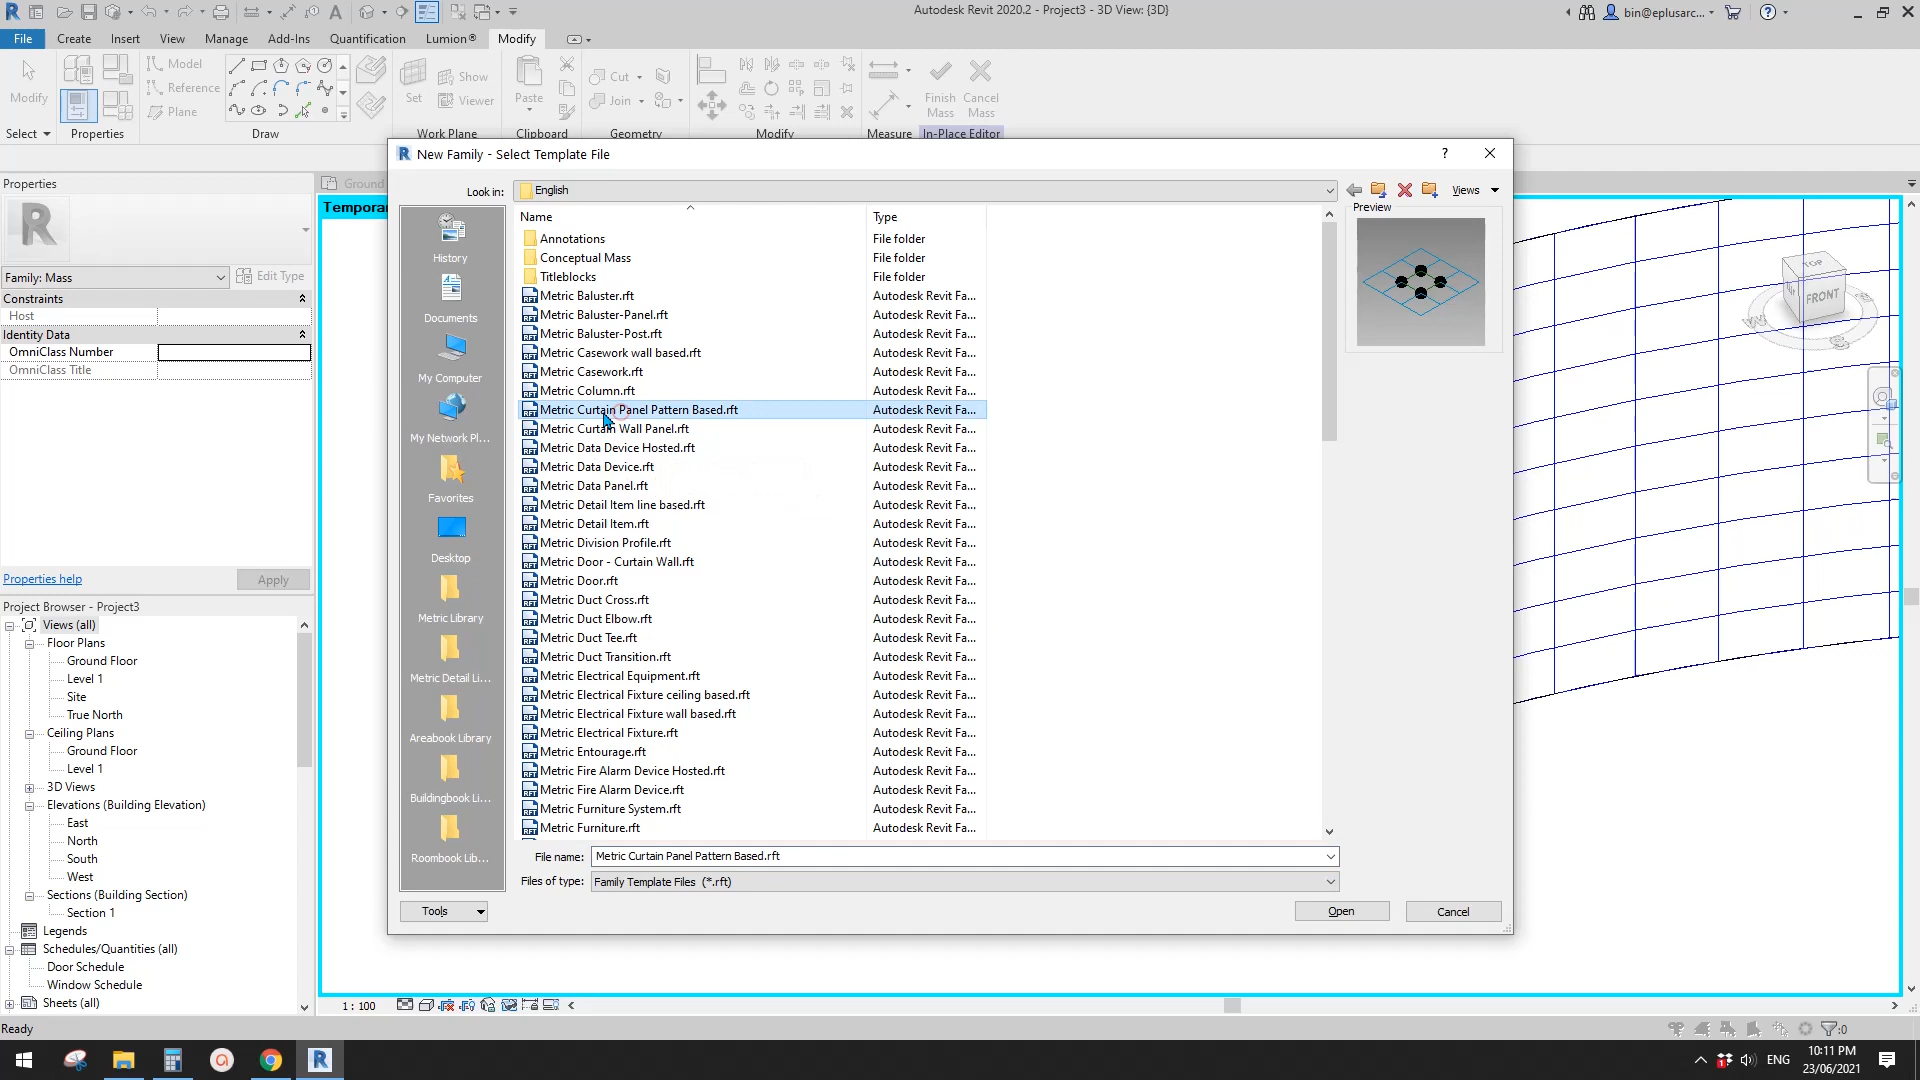 Autodesk Revit 2020.2 - Project3 - 3D View: {3D}
bin@eplusarc...
File Create Insert View Manage Add-Ins Quantification Lumion® Modify
Modify
Model
Reference
Plane
Set
Show
Viewer
Paste
Cut
Join
Finish Mass
Cancel Mass
Select Properties Draw Work Plane Clipboard Geometry Modify Measure In-Place Editor
Properties
Family: Mass
Edit Type
Constraints
Host
Identity Data
OmniClass Number
OmniClass Title
Properties help
Apply
Project Browser - Project3
Views (all)
Floor Plans
Ground Floor
Level 1
Site
True North
Ceiling Plans
Ground Floor
Level 1
3D Views
Elevations (Building Elevation)
East
North
South
West
Sections (Building Section)
Section 1
Legends
Schedules/Quantities (all)
Door Schedule
Window Schedule
Sheets (all)
Ground
Temporar
New Family - Select Template File
?
Look in:
English
Views
Preview
History
Documents
My Computer
My Network Pl...
Favorites
Desktop
Metric Library
Metric Detail Li...
Areabook Library
Buildingbook Li...
Roombook Lib...
Name Type
Annotations File folder
Conceptual Mass File folder
Titleblocks File folder
Metric Baluster.rft Autodesk Revit Fa...
Metric Baluster-Panel.rft Autodesk Revit Fa...
Metric Baluster-Post.rft Autodesk Revit Fa...
Metric Casework wall based.rft Autodesk Revit Fa...
Metric Casework.rft Autodesk Revit Fa...
Metric Column.rft Autodesk Revit Fa...
Metric Curtain Panel Pattern Based.rft Autodesk Revit Fa...
Metric Curtain Wall Panel.rft Autodesk Revit Fa...
Metric Data Device Hosted.rft Autodesk Revit Fa...
Metric Data Device.rft Autodesk Revit Fa...
Metric Data Panel.rft Autodesk Revit Fa...
Metric Detail Item line based.rft Autodesk Revit Fa...
Metric Detail Item.rft Autodesk Revit Fa...
Metric Division Profile.rft Autodesk Revit Fa...
Metric Door - Curtain Wall.rft Autodesk Revit Fa...
Metric Door.rft Autodesk Revit Fa...
Metric Duct Cross.rft Autodesk Revit Fa...
Metric Duct Elbow.rft Autodesk Revit Fa...
Metric Duct Tee.rft Autodesk Revit Fa...
Metric Duct Transition.rft Autodesk Revit Fa...
Metric Electrical Equipment.rft Autodesk Revit Fa...
Metric Electrical Fixture ceiling based.rft Autodesk Revit Fa...
Metric Electrical Fixture wall based.rft Autodesk Revit Fa...
Metric Electrical Fixture.rft Autodesk Revit Fa...
Metric Entourage.rft Autodesk Revit Fa...
Metric Fire Alarm Device Hosted.rft Autodesk Revit Fa...
Metric Fire Alarm Device.rft Autodesk Revit Fa...
Metric Furniture System.rft Autodesk Revit Fa...
Metric Furniture.rft Autodesk Revit Fa...
File name: Metric Curtain Panel Pattern Based.rft
Files of type: Family Template Files (*.rft)
Tools
Open
Cancel
TOP
FRONT
1 : 100
Ready
:0
ENG
10:11 PM
23/06/2021